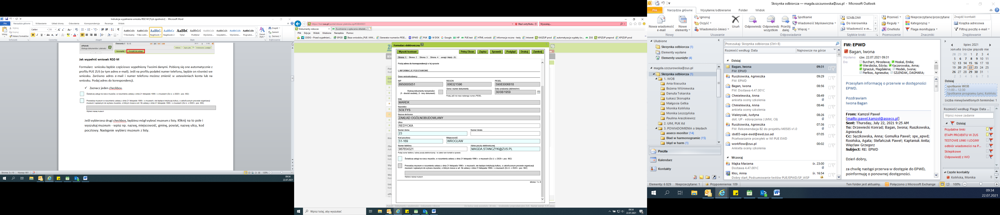 Instrukcja wypełnienia wniosku RDZ-M [Tryb zgodności] - Microsoft Word
Plik Narzędzia główne Wstawianie Układ strony Odwołania Korespondencja Recenzja Widok
Wklej
Wytnij
Kopiuj
Malarz formatów
Calibri 11
Schowek Czcionka Akapit Style Edytowanie
AaBbCcDc AaBbCcDc AaBbC AaBbCc AaB( AaBbCcI AaBbCcDc AaBbCcDc AaBbCcDc AaBbCcDc
¶ Normalny ¶ Bez odst... Nagłówek 1 Nagłówek 2 Tytuł Podtytuł Wyróżnie... Uwydatni... Wyróżnie... Pogrubie...
Zmień style
Znajdź
Zamień
Zaznacz
ePłatnik
Obsługa dokumentów i płatności
Elementy 1 - 1 z 1 10 | 25 | 50 | 100
Szczegóły Przejdź do usługi
Jak wypełnić wniosek RDZ-M
Formularz wniosku będzie częściowo wypełniony Twoimi danymi. Pobiorą się one automatycznie z
profilu PUE ZUS (w tym adres e-mail). Jeśli na profilu podałeś numer telefonu, będzie on również we
wniosku. Zarówno adres e-mail i numer telefonu możesz zmienić w ustawieniach konta lub na
wniosku. Podaj adres do korespondencji.
✓ Zaznacz jeden checkbox.
Świadczę usługi na rzecz muzeów, w rozumieniu ustawy z dnia 21 listopada 1996 r. o muzeach (Dz.U. z 2020 r. poz. 902)
Prowadzę muzeum w rozumieniu ustawy z dnia 21 listopada 1996 r. o muzeach, nie będące instytucją kultury, o zakończonym procesie organizacji
muzeum i wpisanym do wykazu muzeów, o którym mowa w art. 5b ustawy z dnia 21 listopada 1996 r. o muzeach (Dz.U. z 2020 r. poz. 902)
Wybierz nazwę muzeum
Jeśli wybierzesz drugi checkbox, będziesz mógł wybrać muzeum z listy. Kliknij na to pole i
wyszukaj muzeum - wpisz np. nazwę, miejscowość, gminę, powiat, nazwę ulicy, kod
pocztowy. Następnie wybierz muzeum z listy.
Strona: 3 z 10 Wyrazy: 661 120%
09:34
22.07.2021
https://test.zus.pl/portal/obszar-platnika.npi#OBW0031 Błąd certyfikatu Wyszukaj...
Dokumenty robocze Zwolnienie z opłacania składek...
Plik Edycja Widok Ulubione Narzędzia Pomoc
CEIDG – Przed wypełnieni... EPOD Baza wniosków_PUE i WW... Generator numerów PESE... EPWD PUK W DOK Google HP PUE test HTML wnioski Informacja roczna - testy Intranet KASZUP prod automatyzacja wypłaty św... ZUS KPSZUP preprod KPSZUP prod
Formularz elektroniczny
Wysoki kontrast Pełny Ekran Zapisz Sprawdź Podgląd Drukuj Zamknij
Strona: 1 Strona: 2 Strona: 3 Strona: 4 uwagi i błędy: (0)
Podaj adres do korespondencji w tej sprawie
I. INFORMACJE PODSTAWOWE
Dane wnioskodawcy
NIP REGON PESEL
8950005051 006321596 59083006818
Rodzaj dokumentu tożsamości:
(1 - dowód osobisty, 2 - inny dokument)
Seria i numer dokumentu Data urodzenia (dd/mm/rrrr)
30/08/1959
Podaj, jeśli nie masz nadanego numeru PESEL
Imię
MAREK
Nazwisko
SOŁTYS
Nazwa skrócona
ZAKŁAD OGÓLNOBUDOWLANY
Ulica
REDYCKA
Numer domu Numer lokalu
23
Kod pocztowy Miejscowość
51-169 WROCŁAW
Numer telefonu Adres poczty elektronicznej
987654321 MAGDA.STANCZYK@ZUS.PL
Podaj numer telefonu i adres poczty elektronicznej – to ułatwi nam kontakt w sprawie
Świadczę usługi na rzecz muzeów, w rozumieniu ustawy z dnia 21 listopada 1996 r. o muzeach (Dz.U. z 2020 r. poz. 902)
Prowadzę muzeum w rozumieniu ustawy z dnia 21 listopada 1996 r. o muzeach, nie będące instytucją kultury, o zakończonym procesie organizacji
muzeum i wpisanym do wykazu muzeów, o którym mowa w art. 5b ustawy z dnia 21 listopada 1996 r. o muzeach (Dz.U. z 2020 r. poz. 902)
Wybierz nazwę muzeum
strona: 1 z 4
Wpisz tutaj, aby wyszukać
09:34
22.07.2021
Skrzynka odbiorcza — magda.szczurowska@zus.pl - Microsoft Outlook
Plik Narzędzia główne Wysyłanie/odbieranie Folder Widok
Nowa wiadomość e-mail
Nowe elementy
Ignoruj
Oczyść
Wiadomości-śmieci
Usuń
Odpowiedz
Odpowiedz wszystkim
Prześlij dalej
Spotkanie
Wiadomość błyskawiczna
Więcej
SZABLONY
Do kierownika
Wiadomość e-m...
Przenieś
Reguły
OneNote
Nieprzeczytane/przeczytane
Kategoryzuj
Flaga monitująca
Znajdź kontakt
Książka adresowa
Filtruj pocztę e-mail
Nowy Usuwanie Odpowiadanie Szybkie kroki Przenoszenie Znaczniki Znajdowanie
Ulubione
Skrzynka odbiorcza (1)
Elementy wysłane
Elementy usunięte (4)
magda.szczurowska@zus.pl
Skrzynka odbiorcza (1)
1. WOB
Ania Krasucka
Bożena Wiśniewska
Danuta Tokarska
Łukasz Skorupka
Małgosia Getka
Monika Kolińska
Monika Leszczyńska
Paulina Araszkiewicz
2. UIM, PUK itd
3. POWIADOMIENIA o błędach
asseco monitor (14)
Bład w harmonogramie (15)
błąd w harm (1)
Poczta
Kalendarz
Kontakty
Przeszukaj: Skrzynka odbiorcza (Ctrl+E)
Rozmieść według: Data Najnowsze na górze
Dzisiaj
Bagan, Iwona 09:31
FW: EPWD
Ruszkowska, Agnieszka 09:29
FW: EPWD
Bagan, Iwona 08:56
FW: Dostawa 4.47.001C
Chmielewska, Anna 08:49
ankieta oceny szkolenia
Chmielewska, Anna 08:46
ankieta oceny szkolenia
Walerysiak, Justyna 08:26
dot. UP - edoręczenia ( LMW, C6)
Ruszkowska, Agnieszka 07:36
FW: Rekomendacja B2 do projektu M0585 v1.0
sbd03-wpe-ewd@ewd.zus.ad 07:05
Przetwarzanie przesyłek w WI PUE EWD
workflow@zus.pl 00:02
Ankieta oceny szkolenia
Wczoraj
Majka Marzena śr. 23:00
Dostawa 4.47.001C
Kłos, Anna śr. 16:54
Dobry start_Podsumowanie testów PUE/EPWD/SP_WSP
FW: EPWD
Bagan, Iwona
Wysłano: czw. 22.07.2021 09:31
Do: Burchart, Mirosława; Moskal, Emilia;
Wierzbicka, Edyta; Kaczorowska, Anna;
Ignaciuk, Magdalena; Miodek, Iwona;
Pieńkos, Agnieszka; SZLENDAK, DAGMARA;
Przesyłam informację o przerwie w dostępności
EPWD.
Pozdrawiam
Iwona Bagan
From: Kamzol Paweł
[mailto:pawel.kamzol@asseco.pl]
Sent: Thursday, July 22, 2021 9:25 AM
To: Drzewiecki Konrad; Bagan, Iwona; Ruszkowska,
Agnieszka
Cc: Sęczkowska, Anna; Gomułka Paweł; spe_epwd;
Rosińska, Agata; Stefańczuk Paweł; Kapłaniuk Anita;
Więcław Grzegorz
Subject: RE: EPWD
Dzień dobry,
za chwilę nastąpi przerwa w dostępie do EPWD,
poinformuję o ponownej dostępności.
lipiec 2021
28 29 30 1 2 3 4
5 6 7 8 9 10 11
12 13 14 15 16 17 18
19 20 21 22 23 24 25
26 27 28 29 30 31 1
2 3 4 5 6 7 8
Dzisiaj
spotkanie WOB
11:00 – 12:30
Spotkanie programu Lync; Kolińsk
Liczba niewyświetlonych terminów: 1
Rozmieść według: Flaga: Data ...
Wpisz nowe zadanie
Dzisiaj
Przydatne linki
ETAPY PROJEKTU W ZUS
TESTOWE LINKI I LOGINY
odbiór wiadomości na P...
Sklepikowe
Odpowiedź z WO
Częste kontakty
Kolińska, Monika
Elementy: 6 829 Nieprzeczytane: 1 Przypomnienia: 109 Ten folder jest aktualny. Połączono z Microsoft Exchange 100%
09:34
22.07.2021